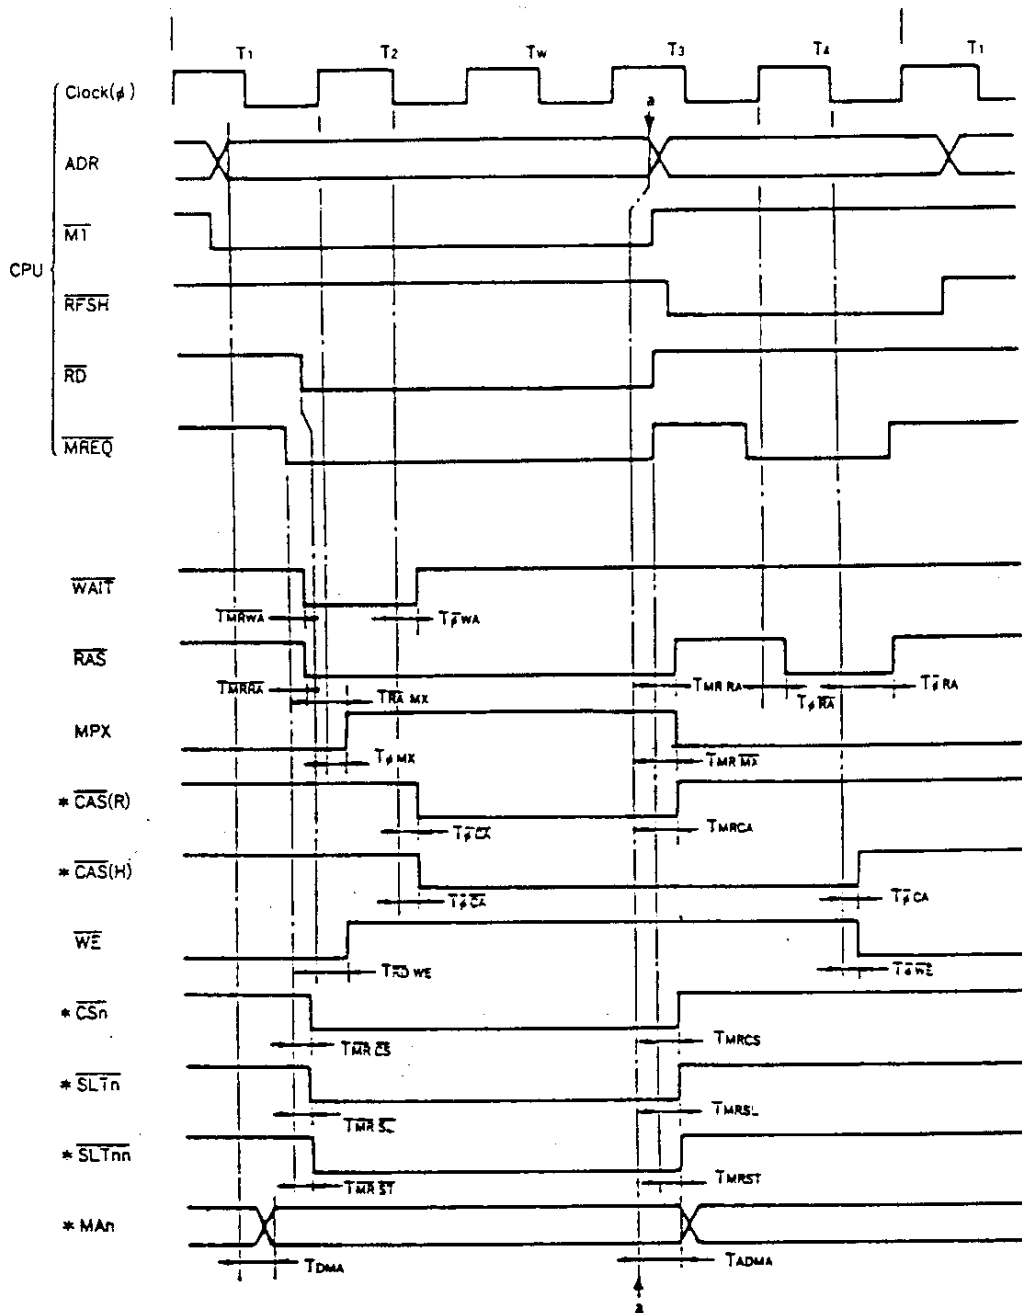 T1 T2 Tw T3 T4 T1
Clock(φ)
a
ADR
M1
CPU
RFSH
RD
MREQ
WAIT
TMRWA TφWA
RAS
TMRRA TRA MX TMR RA TφRA TφRA
MPX
TφMX TMR MX
* CAS(R)
TφCA TMRCA
* CAS(H)
TφCA TφCA
WE
TRD WE TφWE
* CSn
TMR CS TMRCS
* SLTn
TMR SL TMRSL
* SLTnn
TMR ST TMRST
* MAn
TDMA TADMA
a